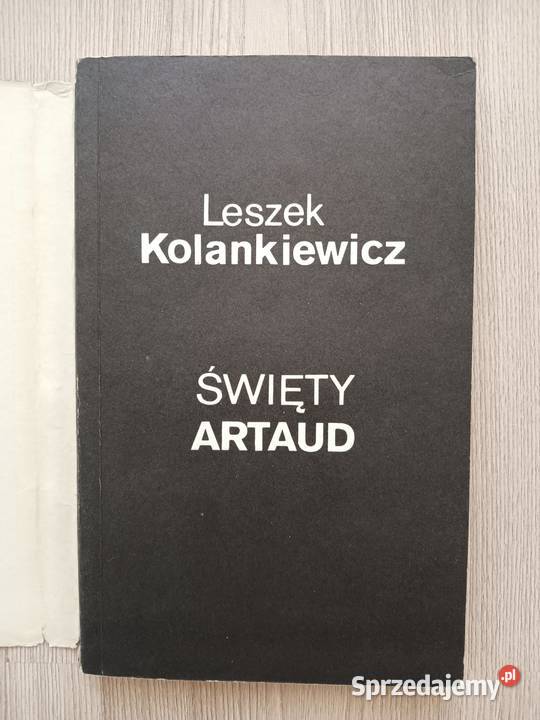 Leszek
Kolankiewicz
ŚWIĘTY
ARTAUD
Sprzedajemy.pl